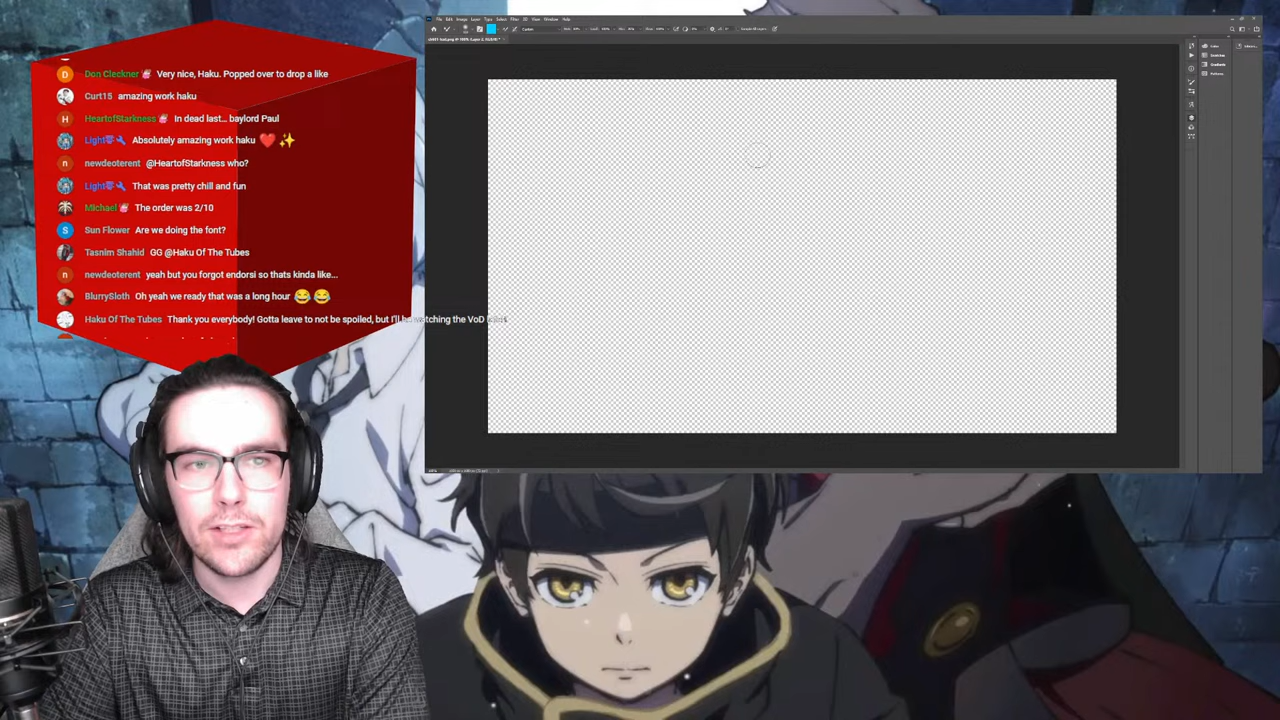 Don Cleckner Very nice, Haku. Popped over to drop a like
Curt15 amazing work haku
HeartofStarkness In dead last… baylord Paul
Light Absolutely amazing work haku ❤️ ✨
newdeoterent @HeartofStarkness who?
Light That was pretty chill and fun
Michael The order was 2/10
Sun Flower Are we doing the font?
Tasnim Shahid GG @Haku Of The Tubes
newdeoterent yeah but you forgot endorsi so thats kinda like…
BlurrySloth Oh yeah we ready that was a long hour 😂 😂
Haku Of The Tubes Thank you everybody! Gotta leave to not be spoiled, but I'll be watching the VoD